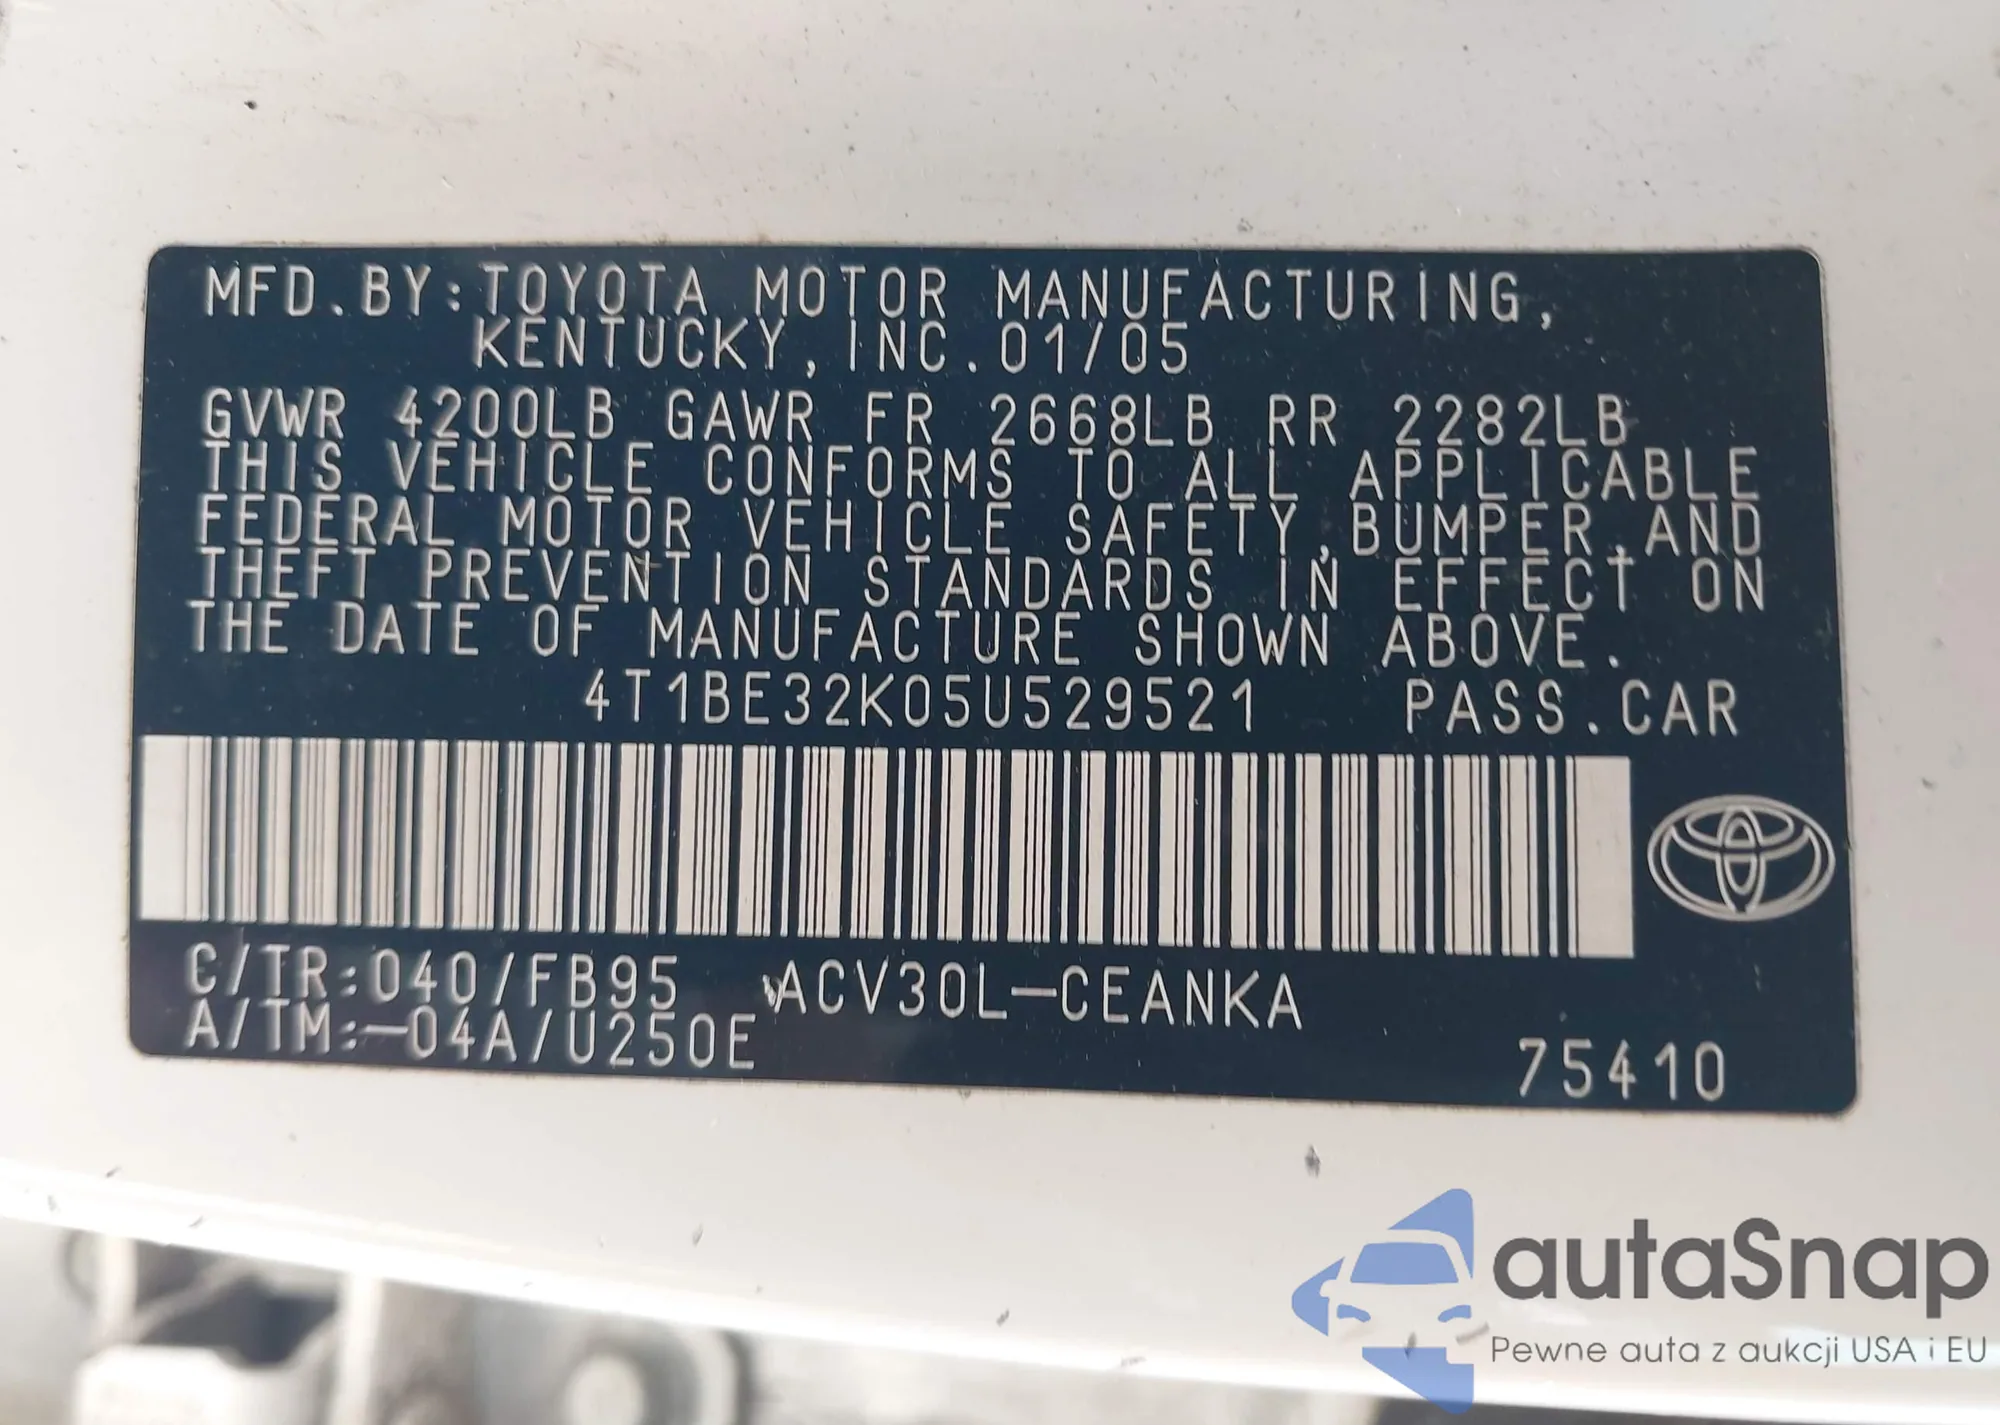 MFD.BY:TOYOTA MOTOR MANUFACTURING,
KENTUCKY,INC.01/05
GVWR 4200LB GAWR FR 2668LB RR 2282LB
THIS VEHICLE CONFORMS TO ALL APPLICABLE
FEDERAL MOTOR VEHICLE SAFETY,BUMPER,AND
THEFT PREVENTION STANDARDS IN EFFECT ON
THE DATE OF MANUFACTURE SHOWN ABOVE.
4T1BE32K05U529521 PASS.CAR
C/TR:040/FB95 ACV30L-CEANKA
A/TM:-04A/U250E
75410
autaSnap
Pewne auta z aukcji USA i EU